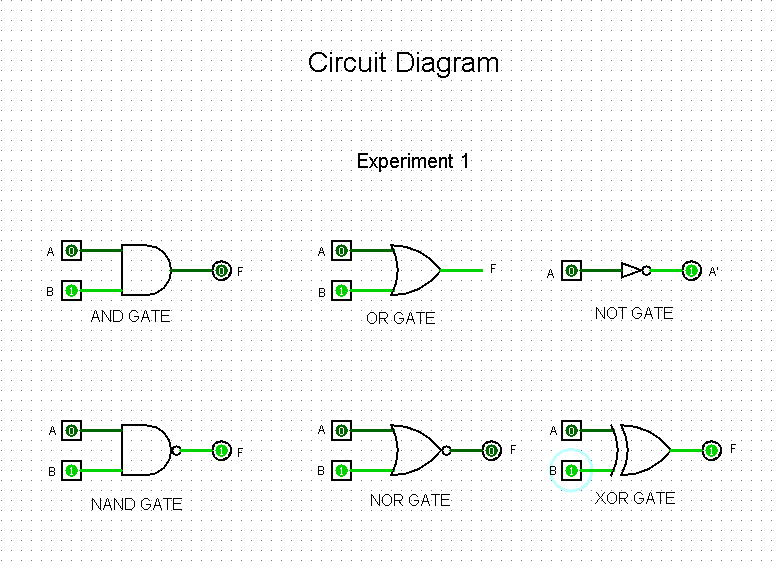 Circuit Diagram
Experiment 1
A 0
B 1
0 F
AND GATE
A 0
B 1
F
OR GATE
A 0
1 A'
NOT GATE
A 0
B 1
1 F
NAND GATE
A 0
B 1
0 F
NOR GATE
A 0
B 1
1 F
XOR GATE